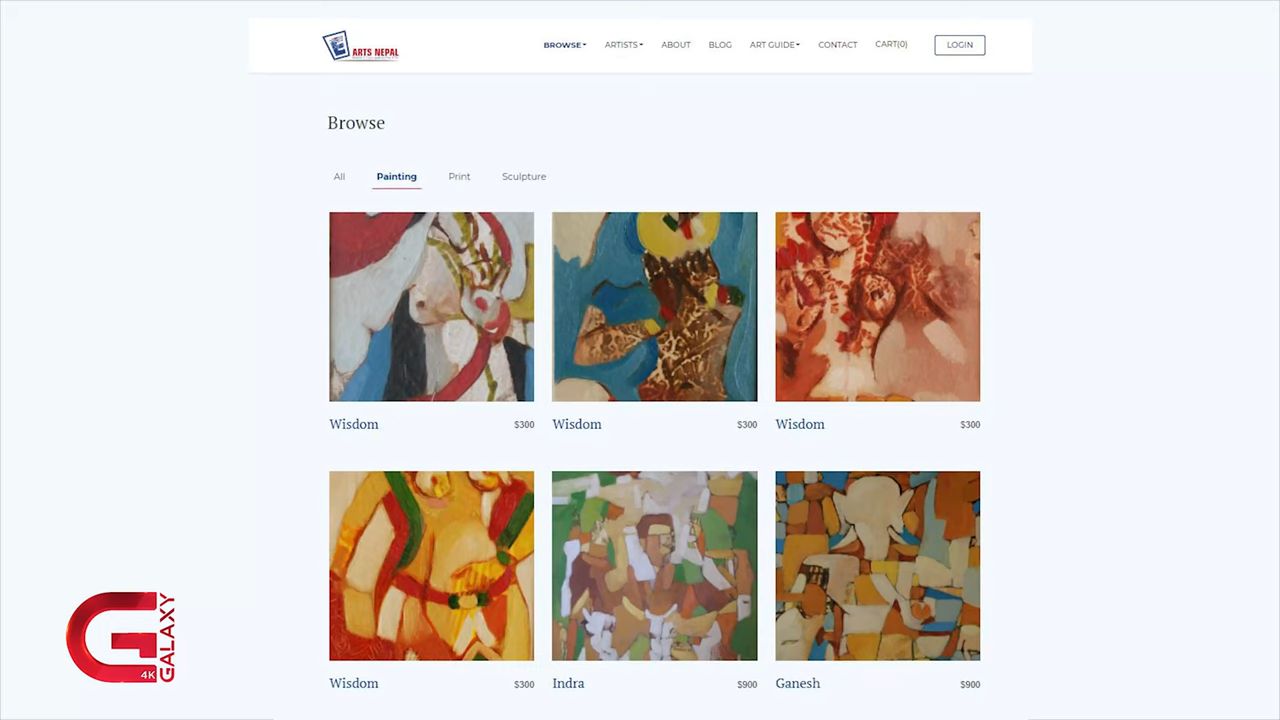 E ARTS NEPAL
BROWSE ARTISTS ABOUT BLOG ART GUIDE CONTACT CART(0) LOGIN
Browse
All Painting Print Sculpture
Wisdom $300 Wisdom $300 Wisdom $300
Wisdom $300 Indra $900 Ganesh $900
G GALAXY 4K